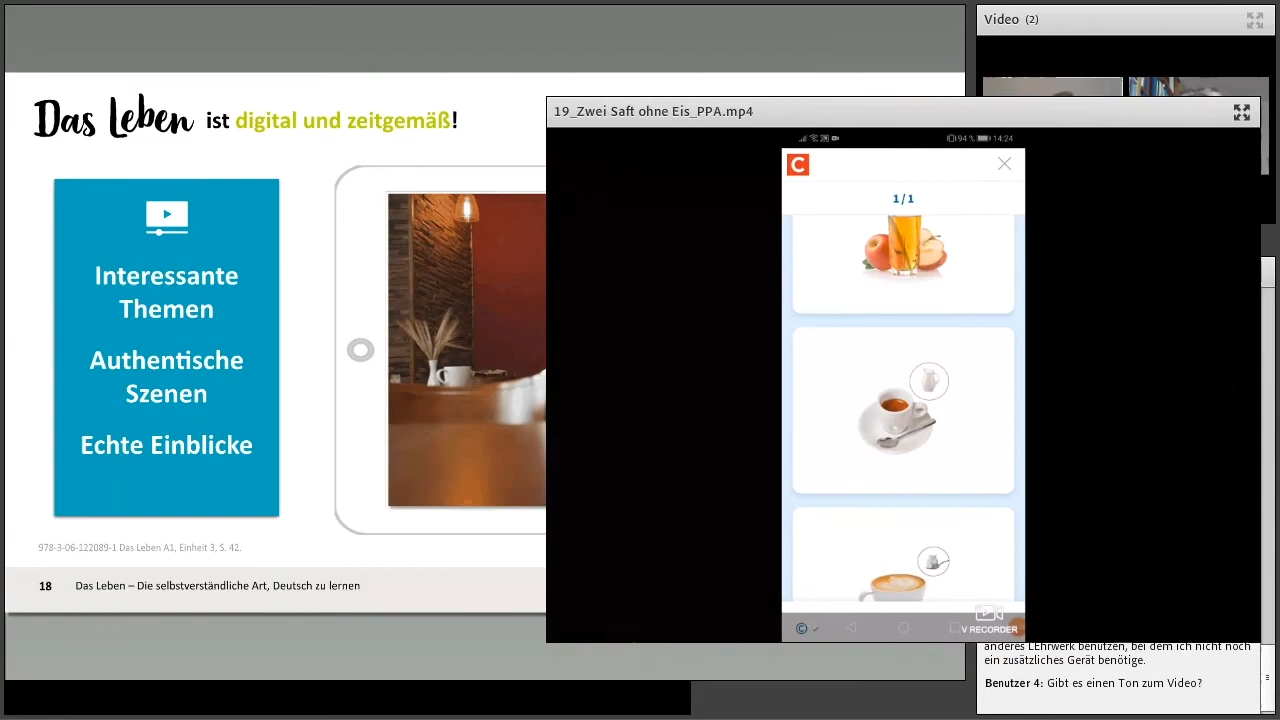 Das Leben ist digital und zeitgemäß!
Interessante
Themen
Authentische
Szenen
Echte Einblicke
978-3-06-122089-1 Das Leben A1, Einheit 3, S. 42.
18 Das Leben – Die selbstverständliche Art, Deutsch zu lernen
19_Zwei Saft ohne Eis_PPA.mp4
94 % 14:24
C
1 / 1
V RECORDER
Video (2)
anderes LEhrwerk benutzen, bei dem ich nicht noch
ein zusätzliches Gerät benötige.
Benutzer 4: Gibt es einen Ton zum Video?